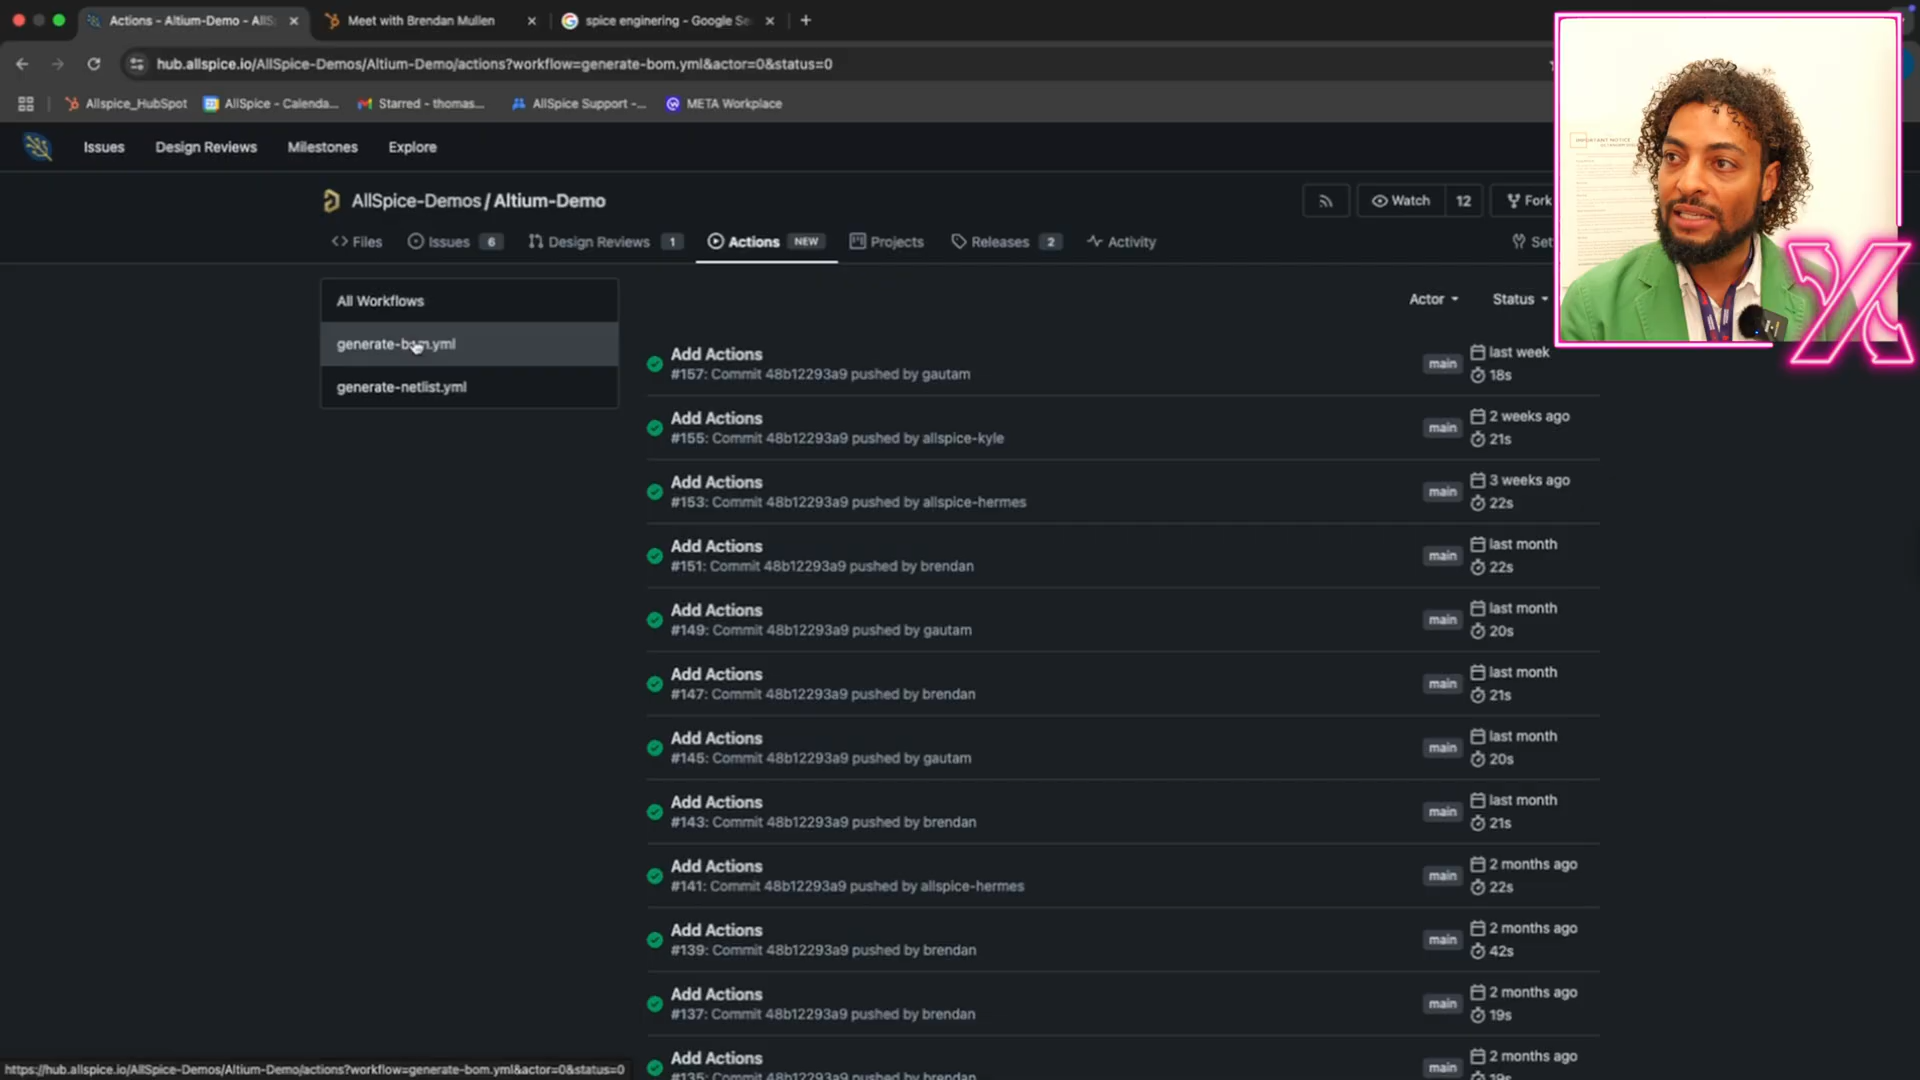 Actions - Altium-Demo - AllS
Meet with Brendan Mullen
spice enginering - Google Se
hub.allspice.io/AllSpice-Demos/Altium-Demo/actions?workflow=generate-bom.yml&actor=0&status=0
Allspice_HubSpot
AllSpice - Calenda...
Starred - thomas...
AllSpice Support -...
META Workplace
Issues
Design Reviews
Milestones
Explore
AllSpice-Demos / Altium-Demo
Watch 12
Fork
Files
Issues 6
Design Reviews 1
Actions NEW
Projects
Releases 2
Activity
Set
All Workflows
generate-bom.yml
generate-netlist.yml
Actor
Status
Add Actions
#157: Commit 48b12293a9 pushed by gautam
main
last week
18s
Add Actions
#155: Commit 48b12293a9 pushed by allspice-kyle
main
2 weeks ago
21s
Add Actions
#153: Commit 48b12293a9 pushed by allspice-hermes
main
3 weeks ago
22s
Add Actions
#151: Commit 48b12293a9 pushed by brendan
main
last month
22s
Add Actions
#149: Commit 48b12293a9 pushed by gautam
main
last month
20s
Add Actions
#147: Commit 48b12293a9 pushed by brendan
main
last month
21s
Add Actions
#145: Commit 48b12293a9 pushed by gautam
main
last month
20s
Add Actions
#143: Commit 48b12293a9 pushed by brendan
main
last month
21s
Add Actions
#141: Commit 48b12293a9 pushed by allspice-hermes
main
2 months ago
22s
Add Actions
#139: Commit 48b12293a9 pushed by brendan
main
2 months ago
42s
Add Actions
#137: Commit 48b12293a9 pushed by brendan
main
2 months ago
19s
Add Actions
#135: Commit 48b12293a9 pushed by brendan
main
2 months ago
19s
https://hub.allspice.io/AllSpice-Demos/Altium-Demo/actions?workflow=generate-bom.yml&actor=0&status=0
IMPORTANT NOTICE